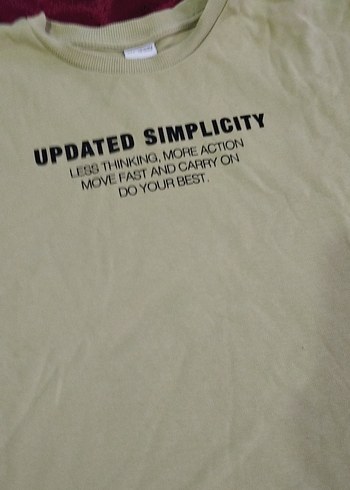 UPDATED SIMPLICITY
LESS THINKING, MORE ACTION
MOVE FAST AND CARRY ON
DO YOUR BEST.